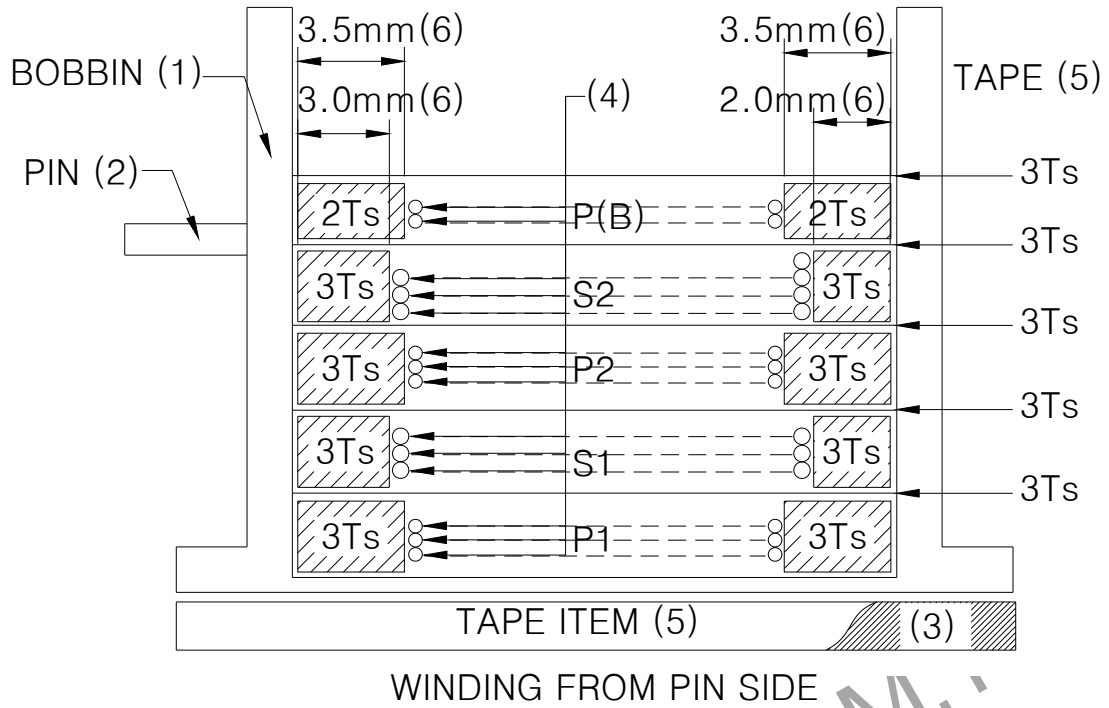 3.5mm(6) 3.5mm(6)
BOBBIN (1) TAPE (5)
3.0mm(6) (4) 2.0mm(6)
PIN (2) 3Ts
2Ts P(B) 2Ts
3Ts
3Ts S2 3Ts
3Ts
3Ts P2 3Ts
3Ts
3Ts S1 3Ts
3Ts
3Ts P1 3Ts
TAPE ITEM (5) (3)
WINDING FROM PIN SIDE